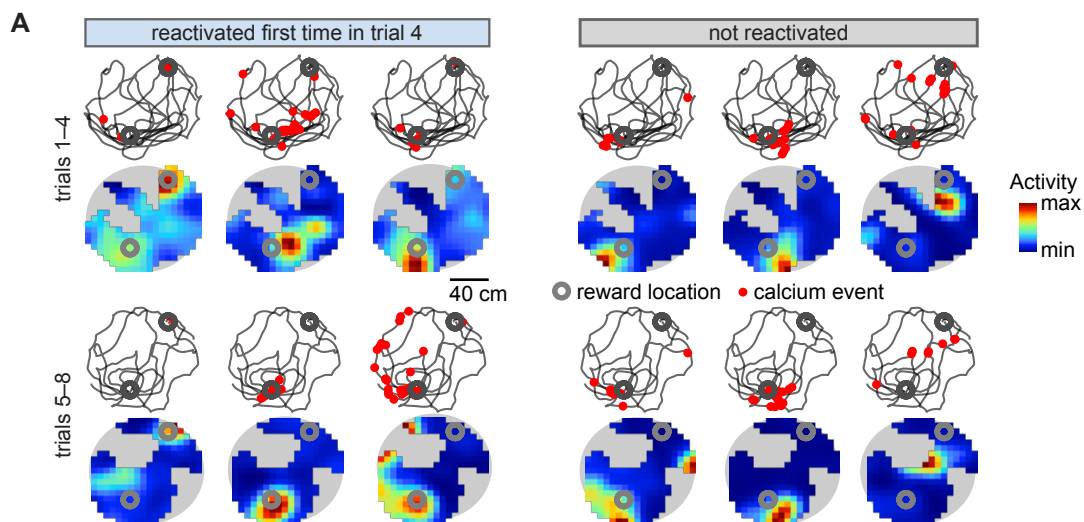 A
reactivated first time in trial 4
not reactivated
trials 1–4
Activity
max
min
40 cm
reward location
calcium event
trials 5–8